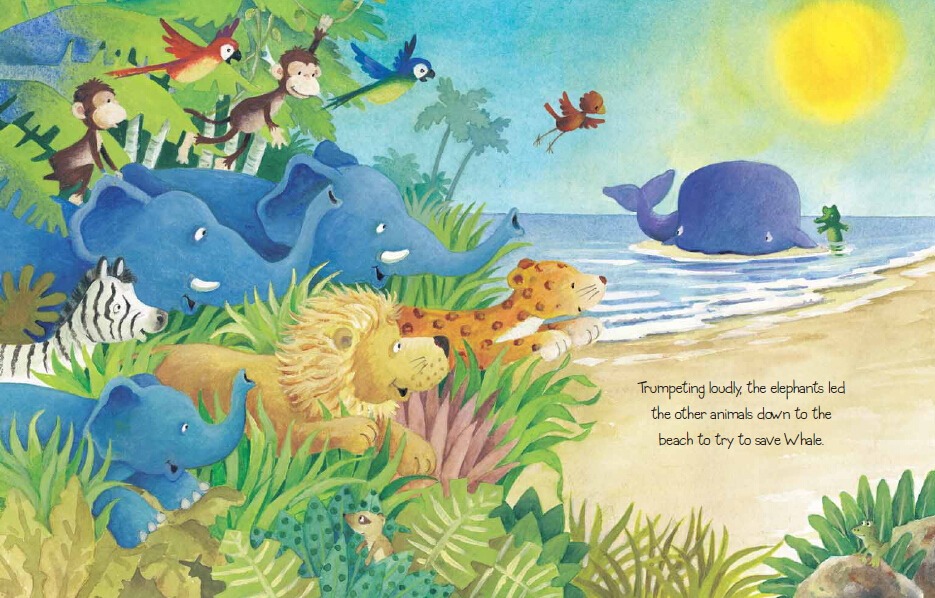 Trumpeting loudly, the elephants led
the other animals down to the
beach to try to save Whale.